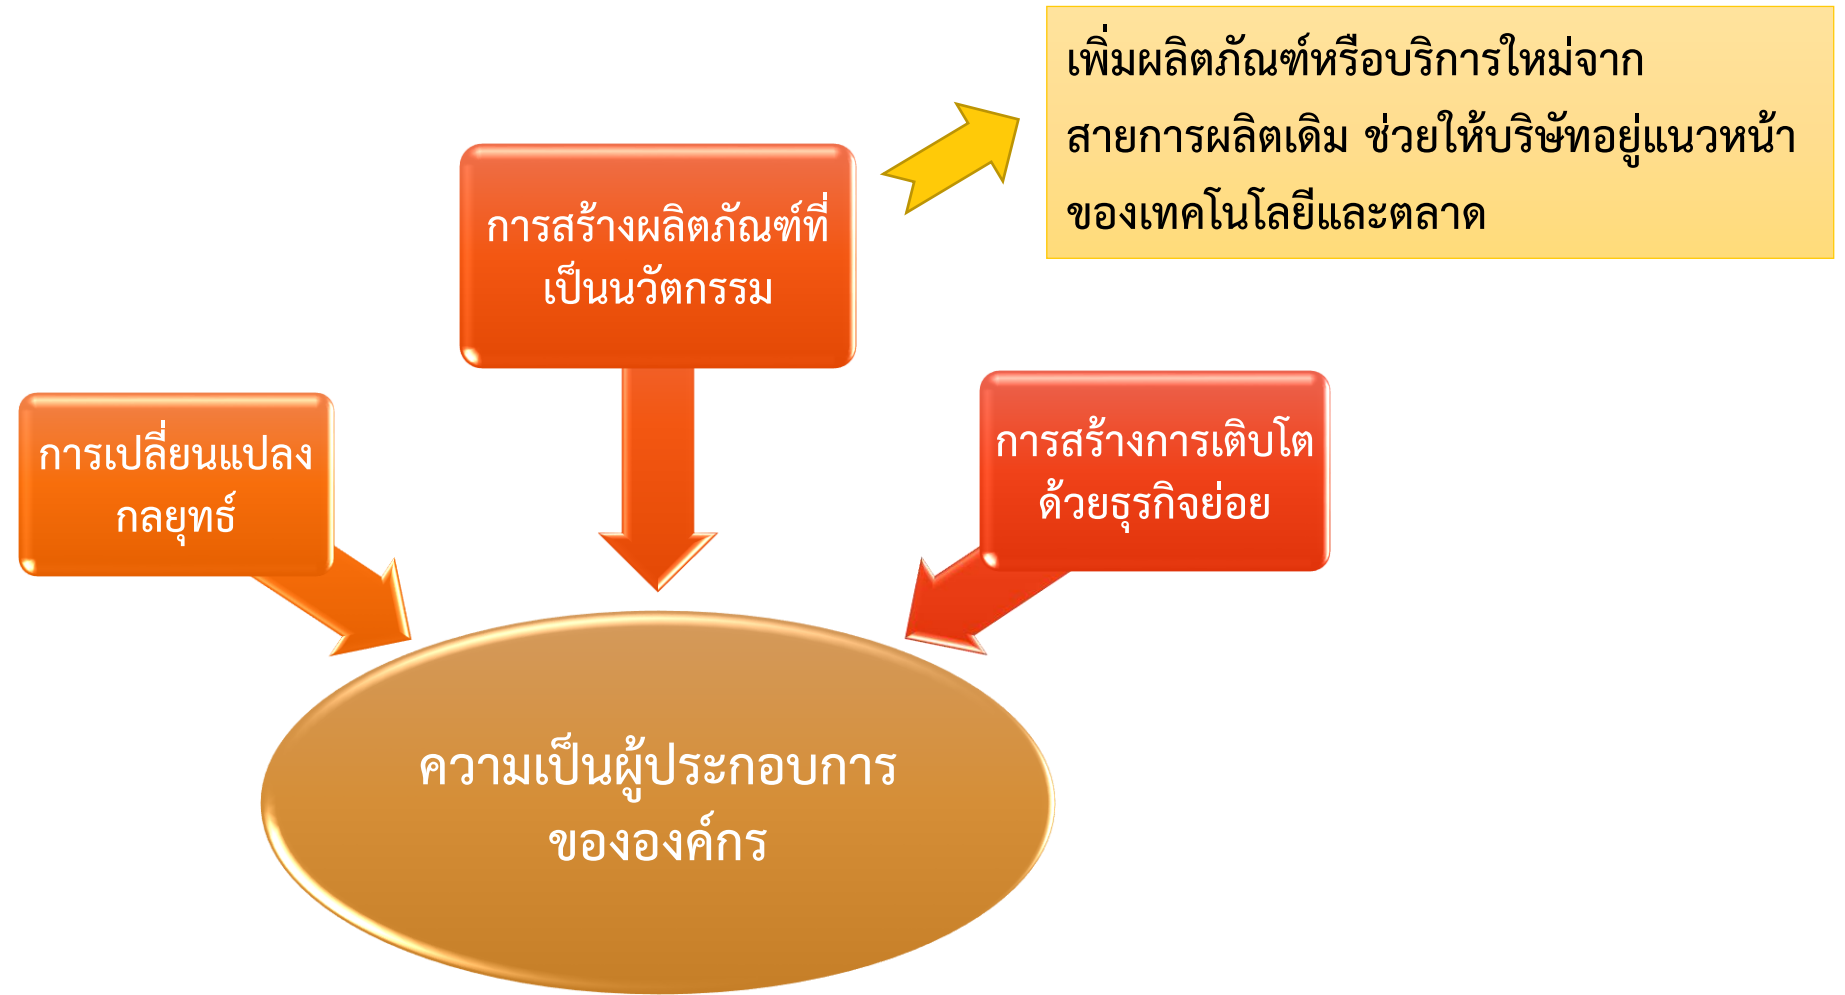 เพิ่มผลิตภัณฑ์หรือบริการใหม่จาก
สายการผลิตเดิม ช่วยให้บริษัทอยู่แนวหน้า
ของเทคโนโลยีและตลาด
การสร้างผลิตภัณฑ์ที่
เป็นนวัตกรรม
การเปลี่ยนแปลง
กลยุทธ์
การสร้างการเติบโต
ด้วยธุรกิจย่อย
ความเป็นผู้ประกอบการ
ขององค์กร